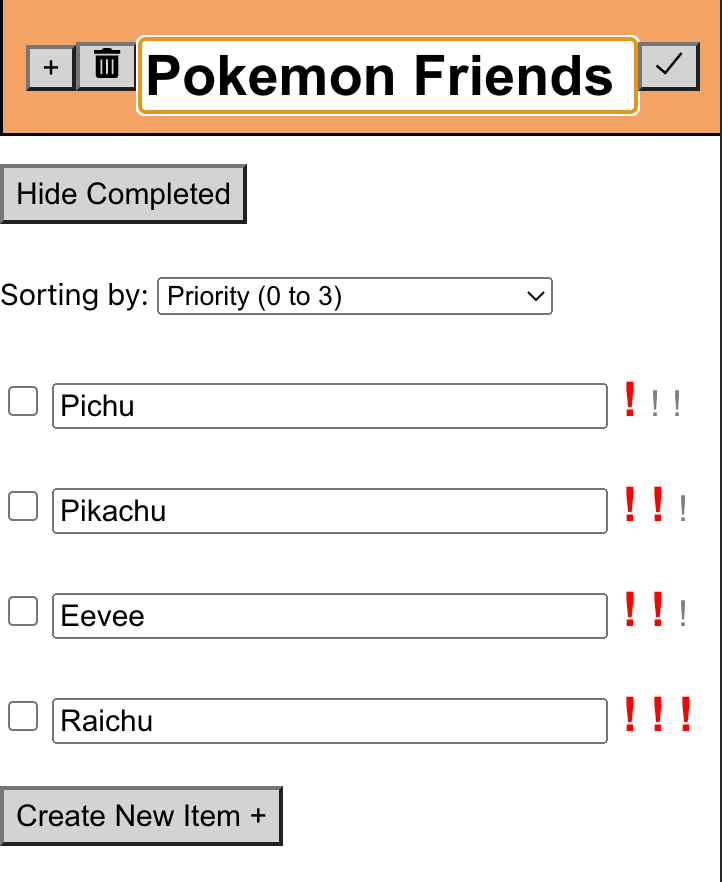 + Pokemon Friends ✓
Hide Completed
Sorting by: Priority (0 to 3)
Pichu !!!
Pikachu !!!
Eevee !!!
Raichu !!!
Create New Item +